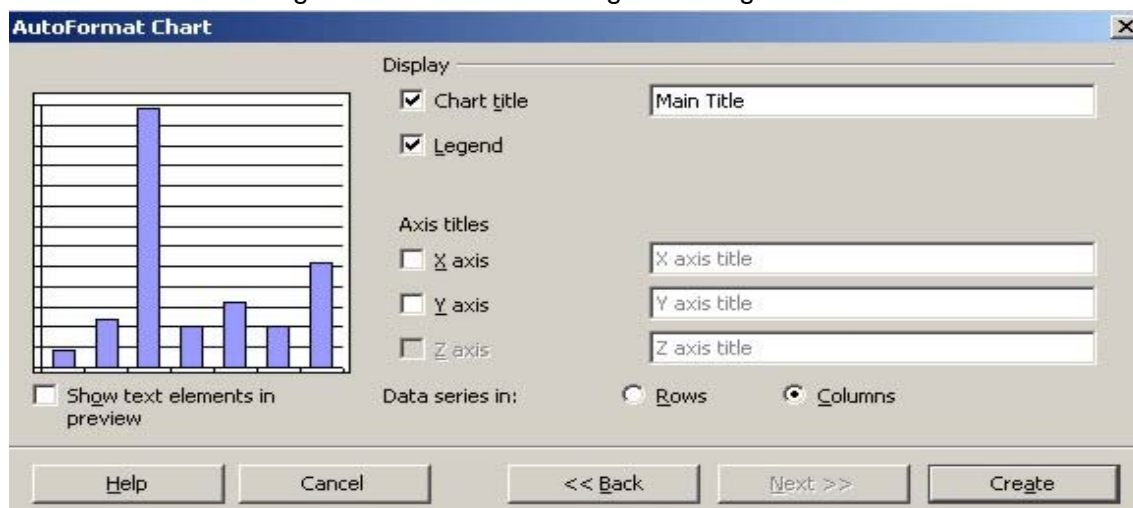 AutoFormat Chart
Display
Chart title
Main Title
Legend
Axis titles
X axis
X axis title
Y axis
Y axis title
Z axis
Z axis title
Show text elements in
preview
Data series in:
Rows
Columns
Help
Cancel
<< Back
Next >>
Create